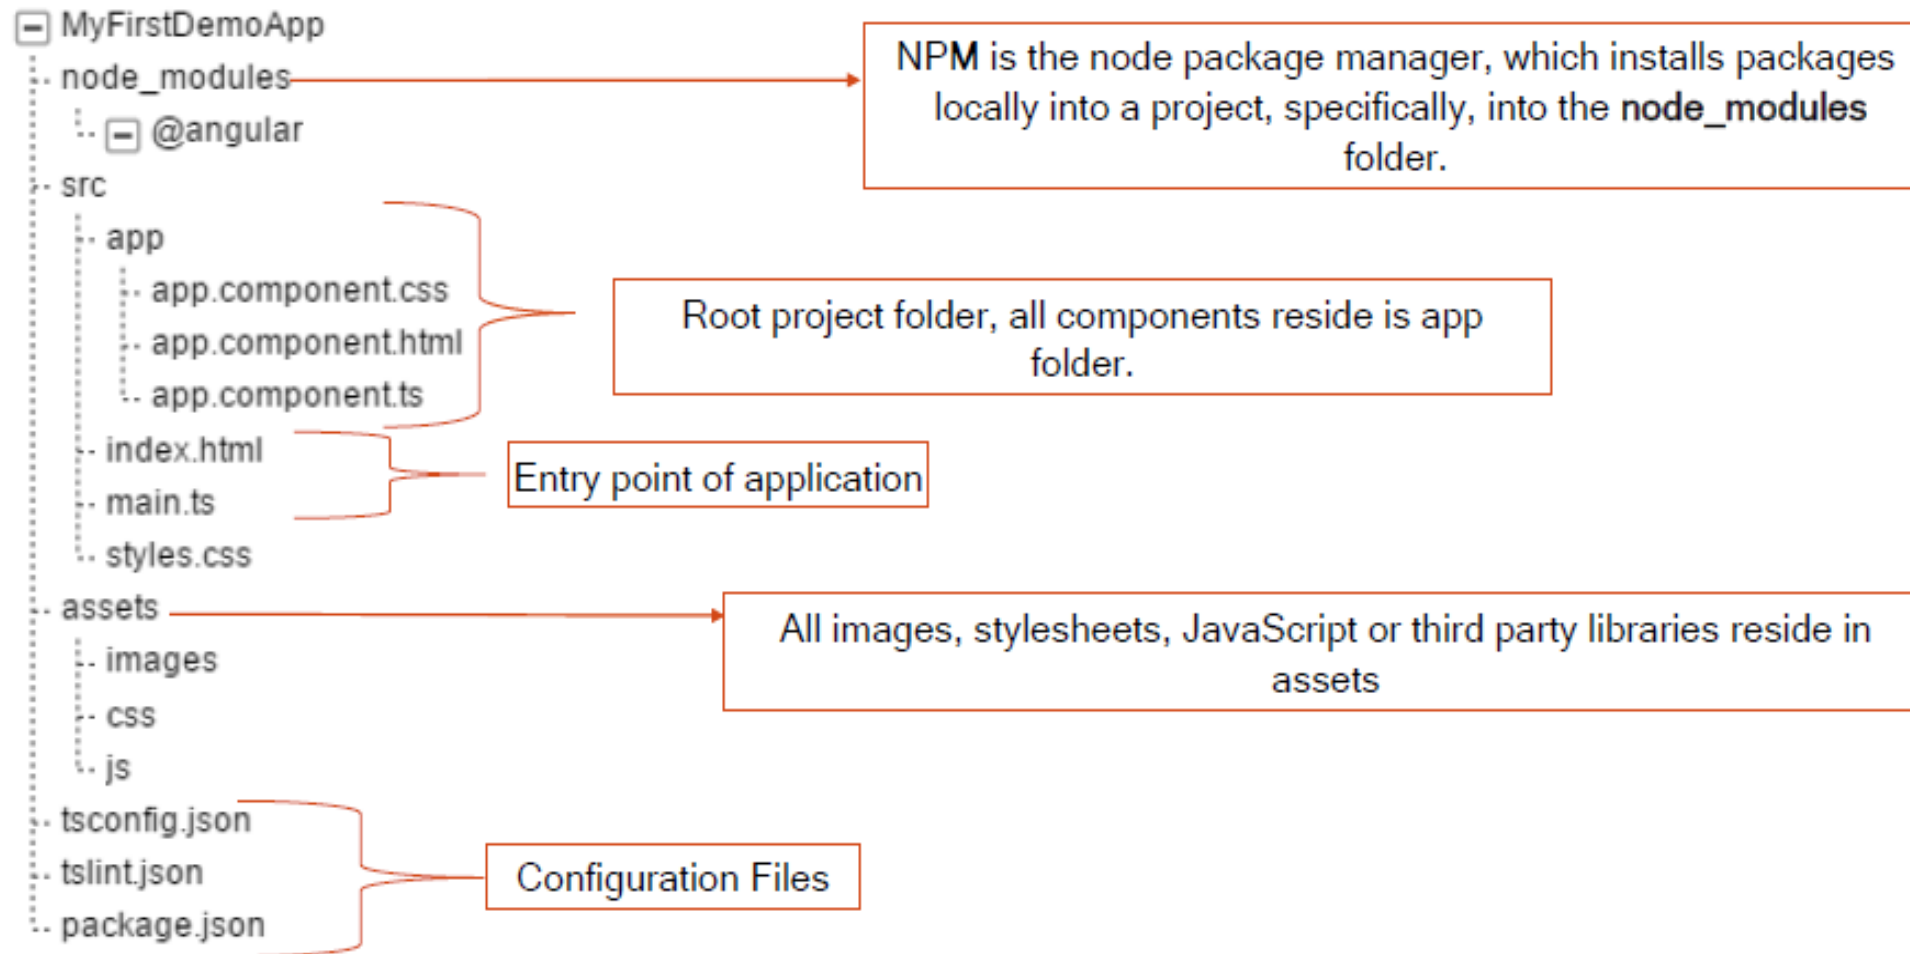 MyFirstDemoApp
node_modules
@angular
src
app
app.component.css
app.component.html
app.component.ts
index.html
main.ts
styles.css
assets
images
css
js
tsconfig.json
tslint.json
package.json
NPM is the node package manager, which installs packages
locally into a project, specifically, into the node_modules
folder.
Root project folder, all components reside is app
folder.
Entry point of application
All images, stylesheets, JavaScript or third party libraries reside in
assets
Configuration Files